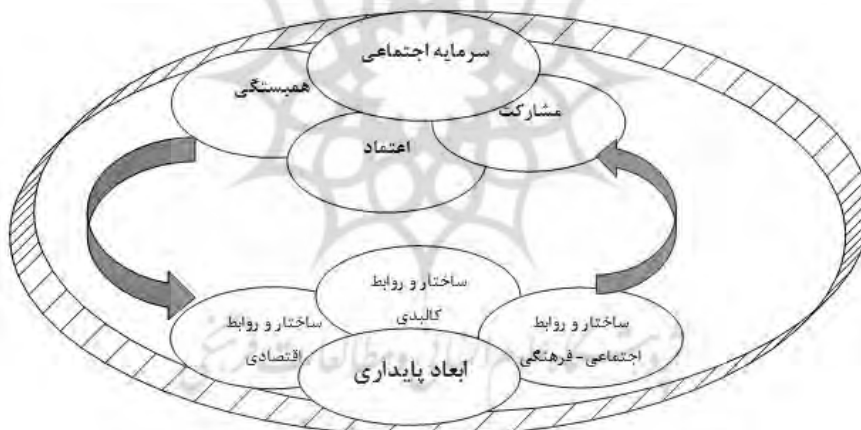 سرمایه اجتماعی
همبستگی
مشارکت
اعتماد
ساختار و روابط
کالبدی
ساختار و روابط
اجتماعی - فرهنگی
ساختار و روابط
اقتصادی
ابعاد پایداری